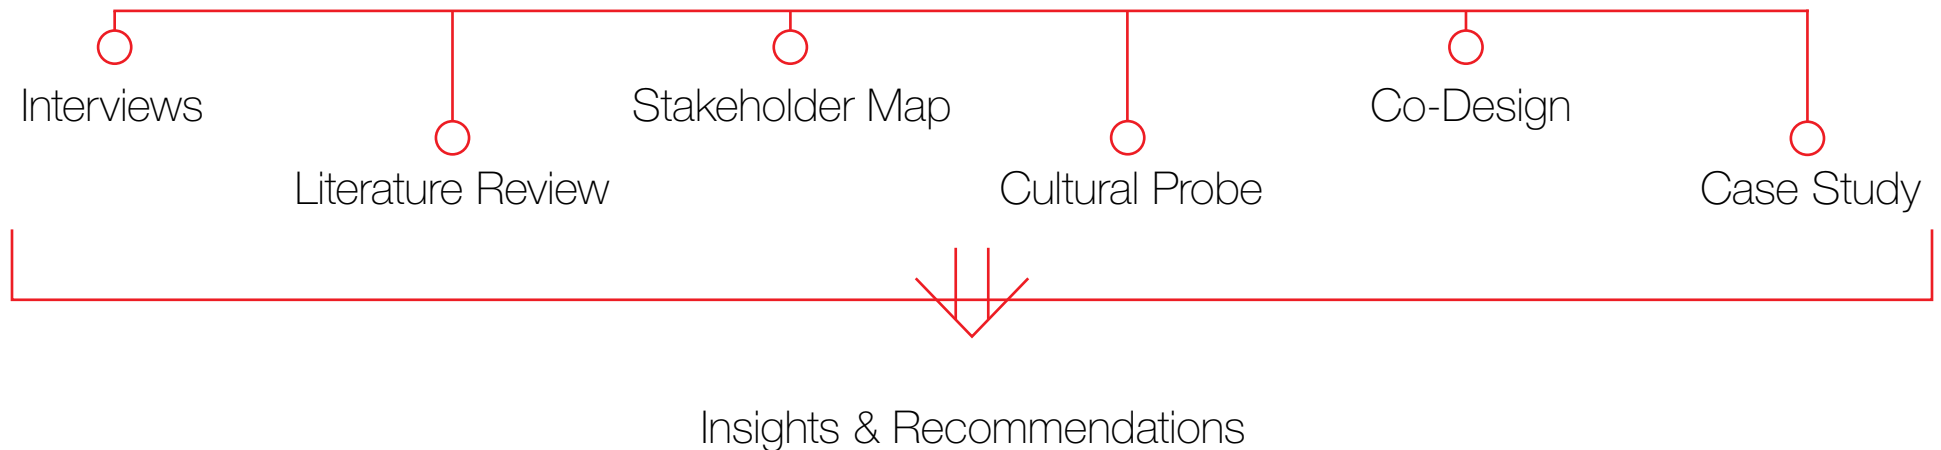 Interviews
Stakeholder Map
Co-Design
Literature Review
Cultural Probe
Case Study
Insights & Recommendations